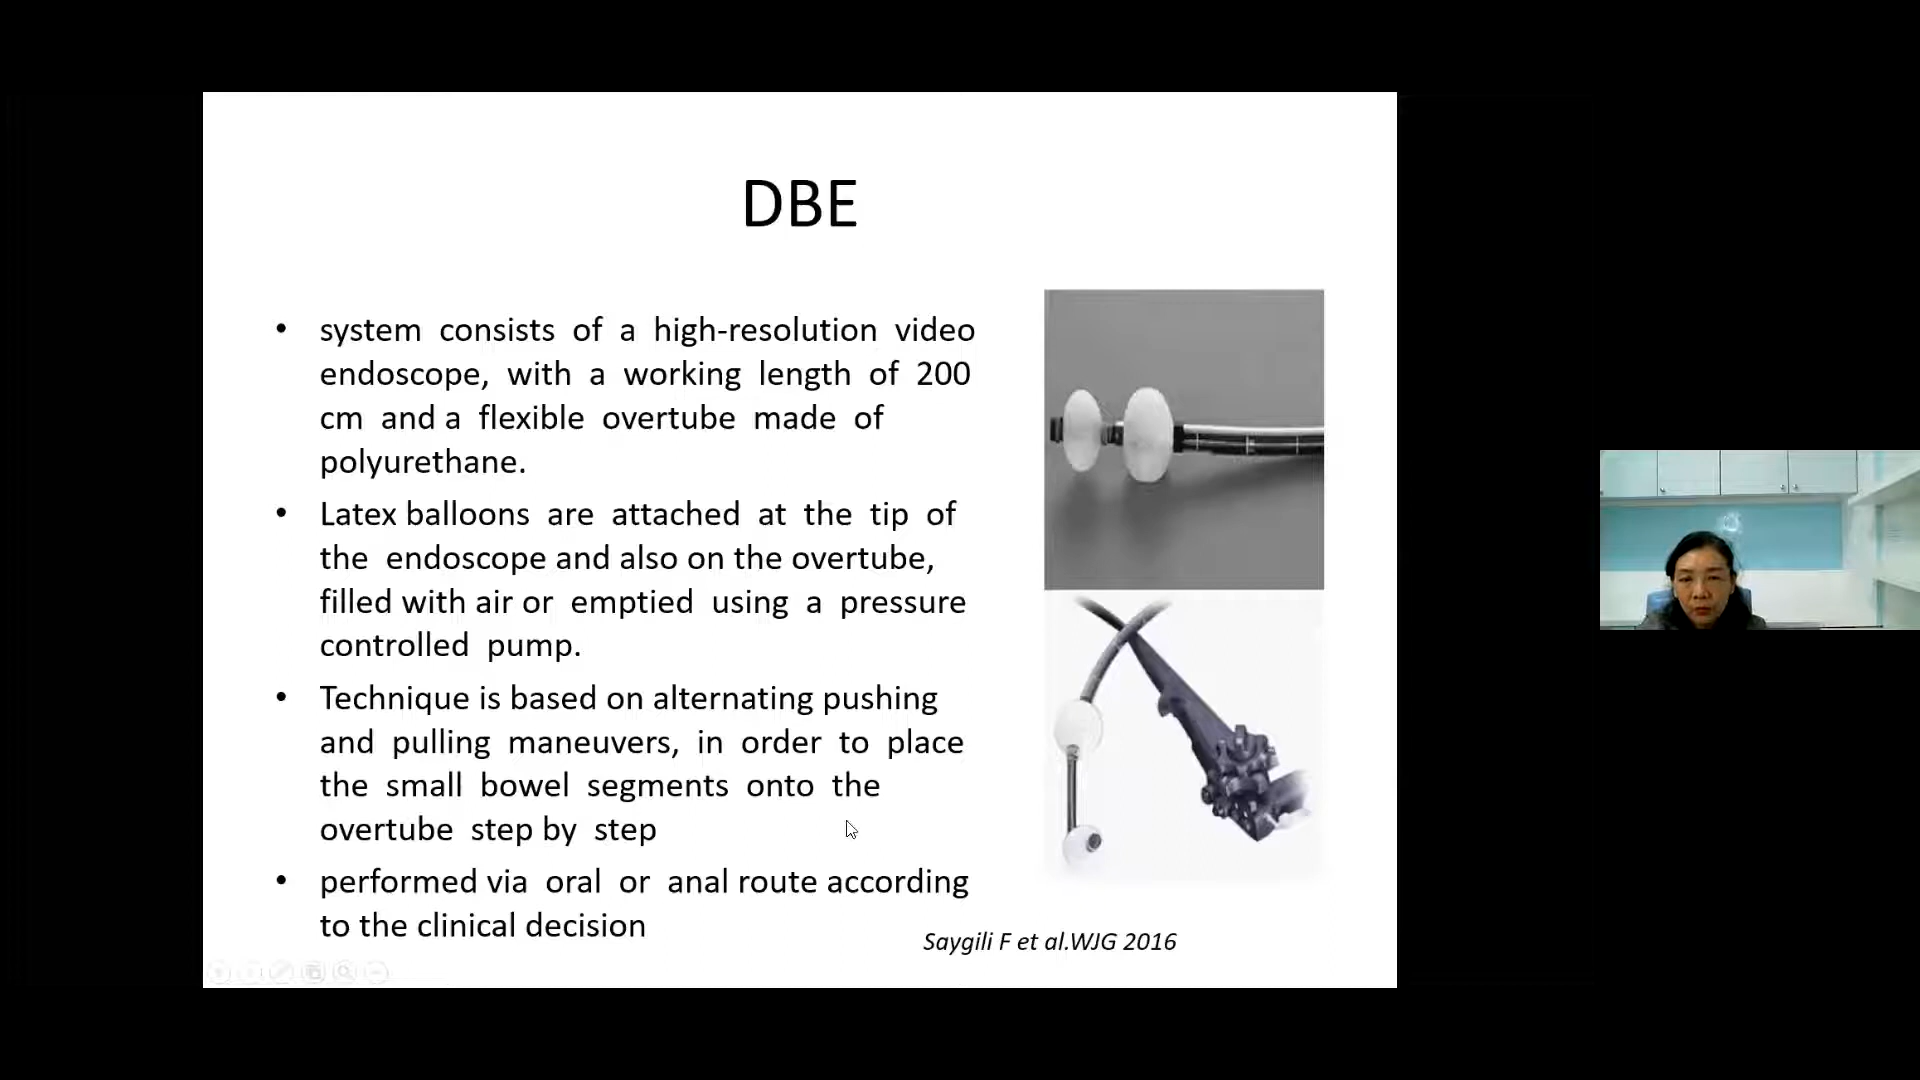 DBE
• system consists of a high-resolution video
endoscope, with a working length of 200
cm and a flexible overtube made of
polyurethane.
• Latex balloons are attached at the tip of
the endoscope and also on the overtube,
filled with air or emptied using a pressure
controlled pump.
• Technique is based on alternating pushing
and pulling maneuvers, in order to place
the small bowel segments onto the
overtube step by step
• performed via oral or anal route according
to the clinical decision
Saygili F et al.WJG 2016